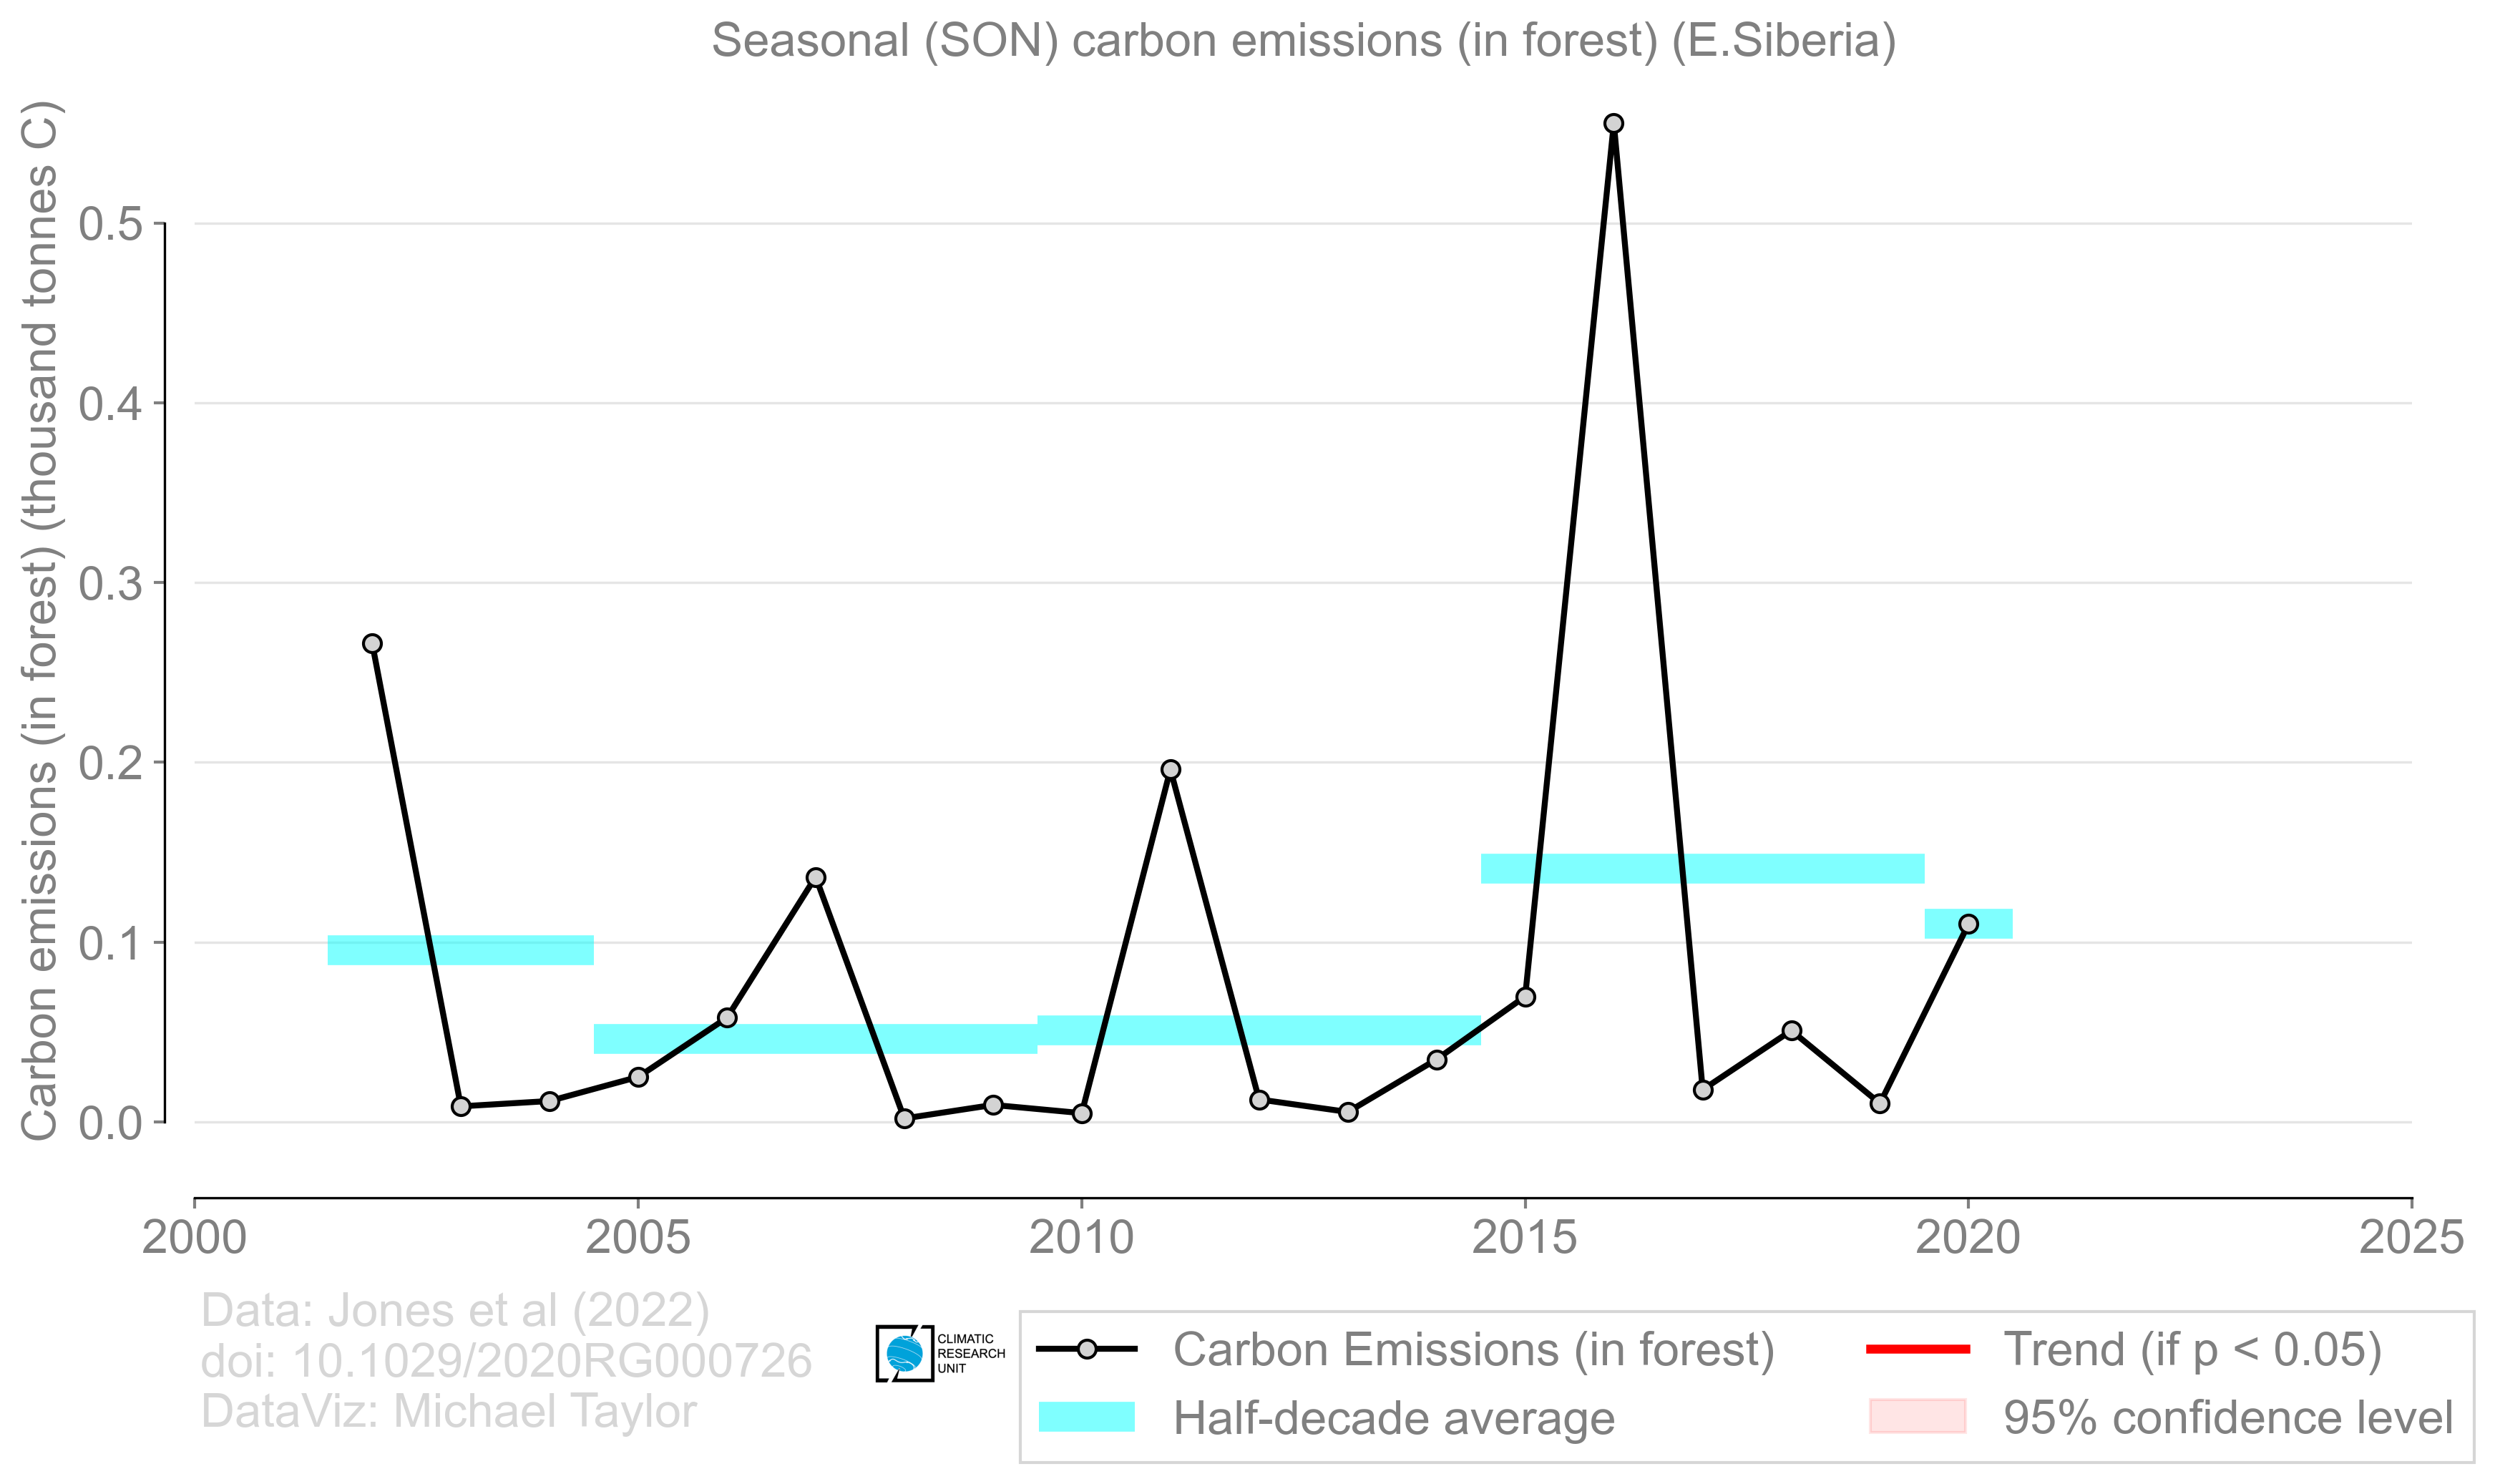 Seasonal (SON) carbon emissions (in forest) (E.Siberia)
Carbon emissions (in forest) (thousand tonnes C)
0.5
0.4
0.3
0.2
0.1
0.0
2000 2005 2010 2015 2020 2025
Data: Jones et al (2022)
doi: 10.1029/2020RG000726
DataViz: Michael Taylor
CLIMATIC
RESEARCH
UNIT
Carbon Emissions (in forest)
Half-decade average
Trend (if p < 0.05)
95% confidence level